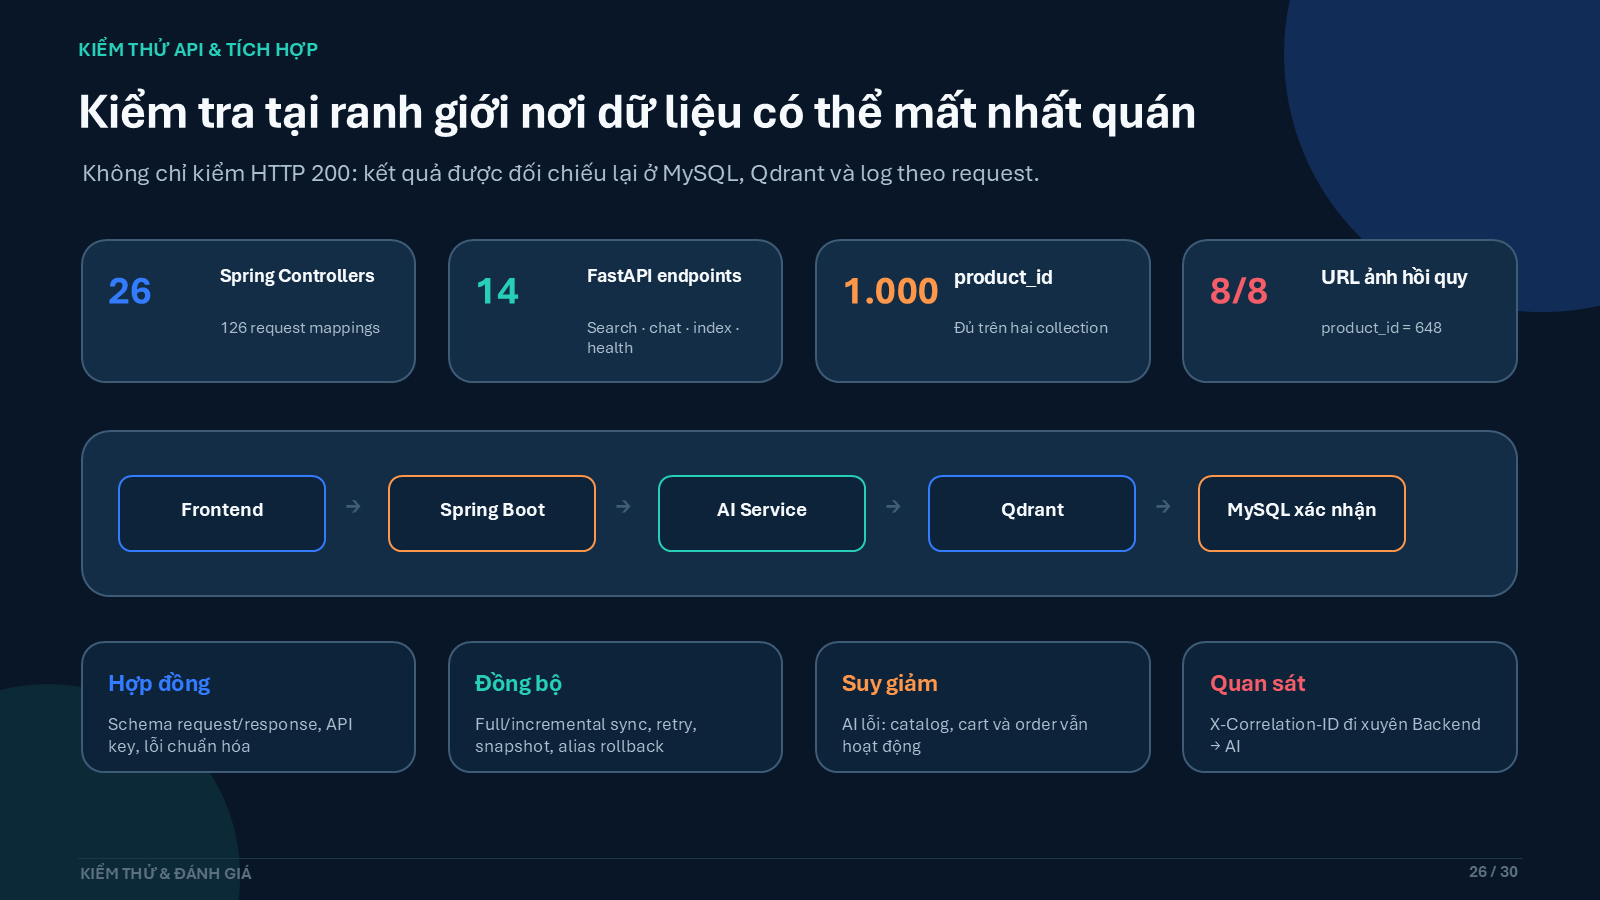 KIỂM THỬ API & TÍCH HỢP
Kiểm tra tại ranh giới nơi dữ liệu có thể mất nhất quán
Không chỉ kiểm HTTP 200: kết quả được đối chiếu lại ở MySQL, Qdrant và log theo request.
26
Spring Controllers
126 request mappings
14
FastAPI endpoints
Search · chat · index ·
health
1.000
product_id
Đủ trên hai collection
8/8
URL ảnh hồi quy
product_id = 648
Frontend → Spring Boot → AI Service → Qdrant → MySQL xác nhận
Hợp đồng
Schema request/response, API
key, lỗi chuẩn hóa
Đồng bộ
Full/incremental sync, retry,
snapshot, alias rollback
Suy giảm
AI lỗi: catalog, cart và order vẫn
hoạt động
Quan sát
X-Correlation-ID đi xuyên Backend
→ AI
KIỂM THỬ & ĐÁNH GIÁ
26 / 30